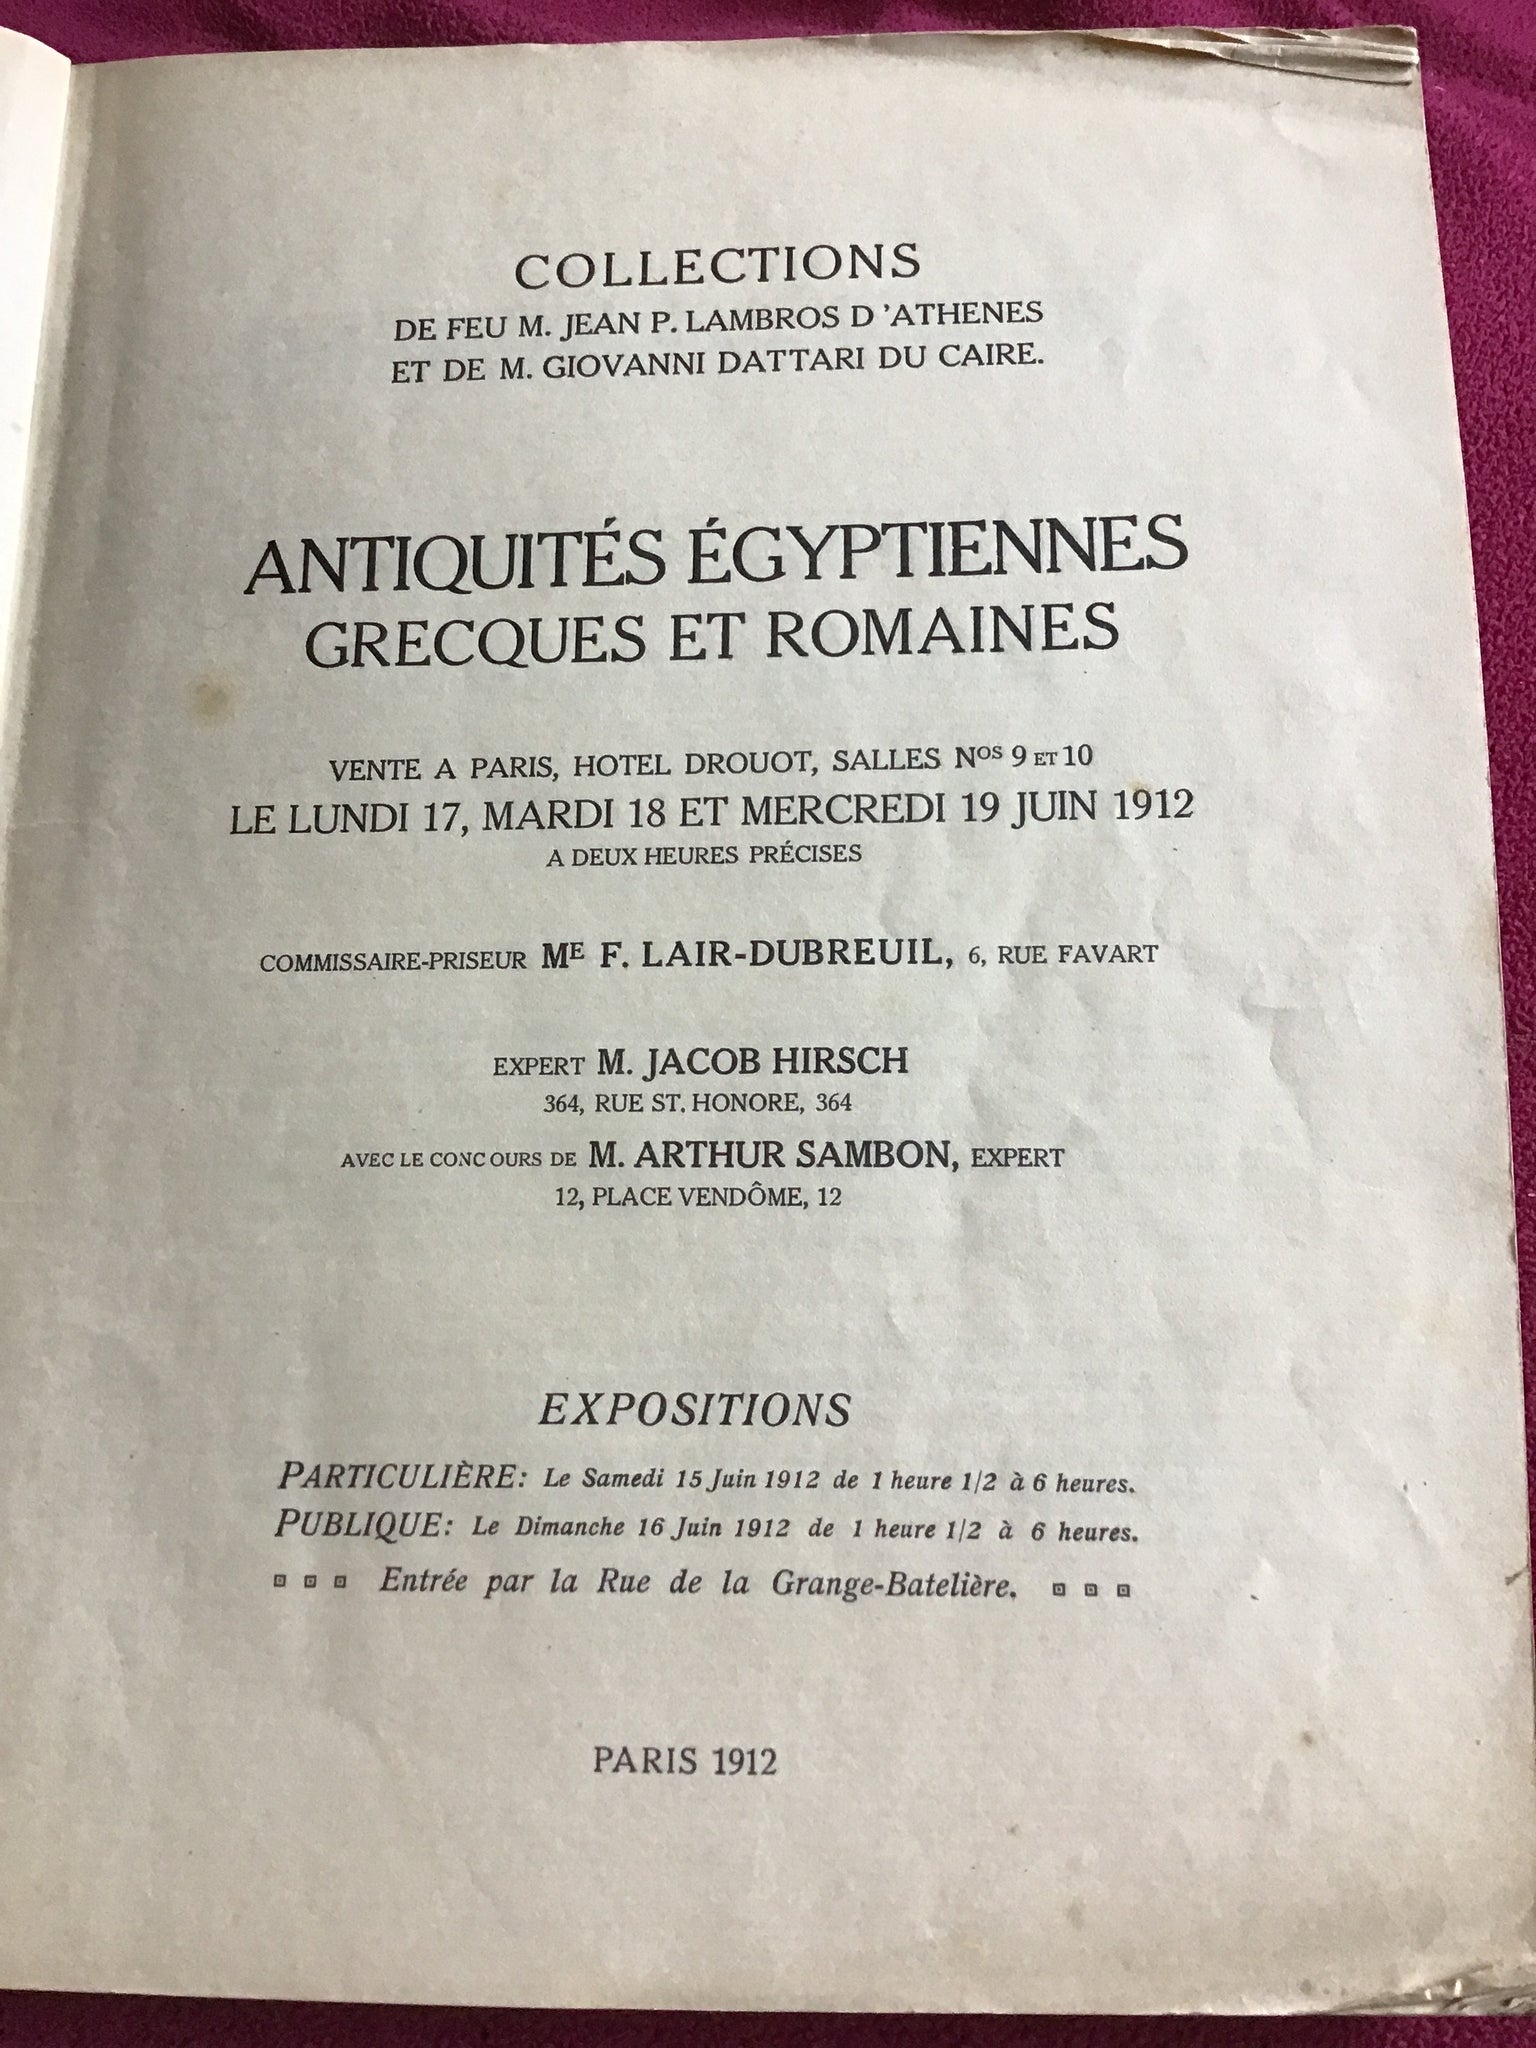 COLLECTIONS
DE FEU M. JEAN P. LAMBROS D 'ATHENES
ET DE M. GIOVANNI DATTARI DU CAIRE.
ANTIQUITÉS ÉGYPTIENNES
GRECQUES ET ROMAINES
VENTE A PARIS, HOTEL DROUOT, SALLES NOS 9 ET 10
LE LUNDI 17, MARDI 18 ET MERCREDI 19 JUIN 1912
A DEUX HEURES PRÉCISES
COMMISSAIRE-PRISEUR ME F. LAIR-DUBREUIL, 6, RUE FAVART
EXPERT M. JACOB HIRSCH
364, RUE ST. HONORE, 364
AVEC LE CONCOURS DE M. ARTHUR SAMBON, EXPERT
12, PLACE VENDÔME, 12
EXPOSITIONS
PARTICULIÈRE: Le Samedi 15 Juin 1912 de 1 heure 1/2 à 6 heures.
PUBLIQUE: Le Dimanche 16 Juin 1912 de 1 heure 1/2 à 6 heures.
Entrée par la Rue de la Grange-Batelière.
PARIS 1912